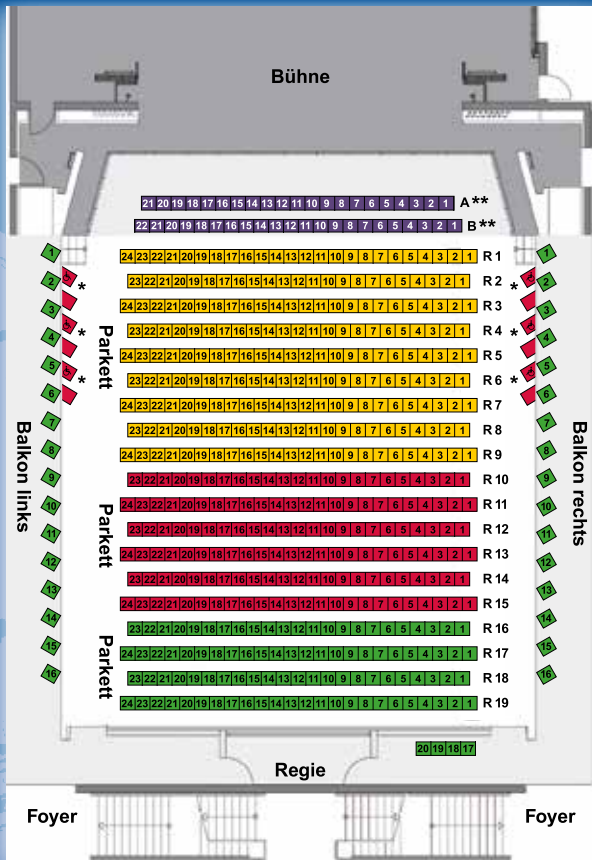 Bühne
21 20 19 18 17 16 15 14 13 12 11 10 9 8 7 6 5 4 3 2 1 A**
22 21 20 19 18 17 16 15 14 13 12 11 10 9 8 7 6 5 4 3 2 1 B**
24 23 22 21 20 19 18 17 16 15 14 13 12 11 10 9 8 7 6 5 4 3 2 1 R 1
23 22 21 20 19 18 17 16 15 14 13 12 11 10 9 8 7 6 5 4 3 2 1 R 2
24 23 22 21 20 19 18 17 16 15 14 13 12 11 10 9 8 7 6 5 4 3 2 1 R 3
23 22 21 20 19 18 17 16 15 14 13 12 11 10 9 8 7 6 5 4 3 2 1 R 4
24 23 22 21 20 19 18 17 16 15 14 13 12 11 10 9 8 7 6 5 4 3 2 1 R 5
23 22 21 20 19 18 17 16 15 14 13 12 11 10 9 8 7 6 5 4 3 2 1 R 6
24 23 22 21 20 19 18 17 16 15 14 13 12 11 10 9 8 7 6 5 4 3 2 1 R 7
23 22 21 20 19 18 17 16 15 14 13 12 11 10 9 8 7 6 5 4 3 2 1 R 8
24 23 22 21 20 19 18 17 16 15 14 13 12 11 10 9 8 7 6 5 4 3 2 1 R 9
23 22 21 20 19 18 17 16 15 14 13 12 11 10 9 8 7 6 5 4 3 2 1 R 10
24 23 22 21 20 19 18 17 16 15 14 13 12 11 10 9 8 7 6 5 4 3 2 1 R 11
23 22 21 20 19 18 17 16 15 14 13 12 11 10 9 8 7 6 5 4 3 2 1 R 12
24 23 22 21 20 19 18 17 16 15 14 13 12 11 10 9 8 7 6 5 4 3 2 1 R 13
23 22 21 20 19 18 17 16 15 14 13 12 11 10 9 8 7 6 5 4 3 2 1 R 14
24 23 22 21 20 19 18 17 16 15 14 13 12 11 10 9 8 7 6 5 4 3 2 1 R 15
23 22 21 20 19 18 17 16 15 14 13 12 11 10 9 8 7 6 5 4 3 2 1 R 16
24 23 22 21 20 19 18 17 16 15 14 13 12 11 10 9 8 7 6 5 4 3 2 1 R 17
23 22 21 20 19 18 17 16 15 14 13 12 11 10 9 8 7 6 5 4 3 2 1 R 18
24 23 22 21 20 19 18 17 16 15 14 13 12 11 10 9 8 7 6 5 4 3 2 1 R 19
Parkett
Parkett
Parkett
Balkon links
1
2
*
3
4
*
5
*
6
7
8
9
10
11
12
13
14
15
16
Balkon rechts
1
2
*
3
4
*
5
*
6
7
8
9
10
11
12
13
14
15
16
20 19 18 17
Regie
Foyer
Foyer